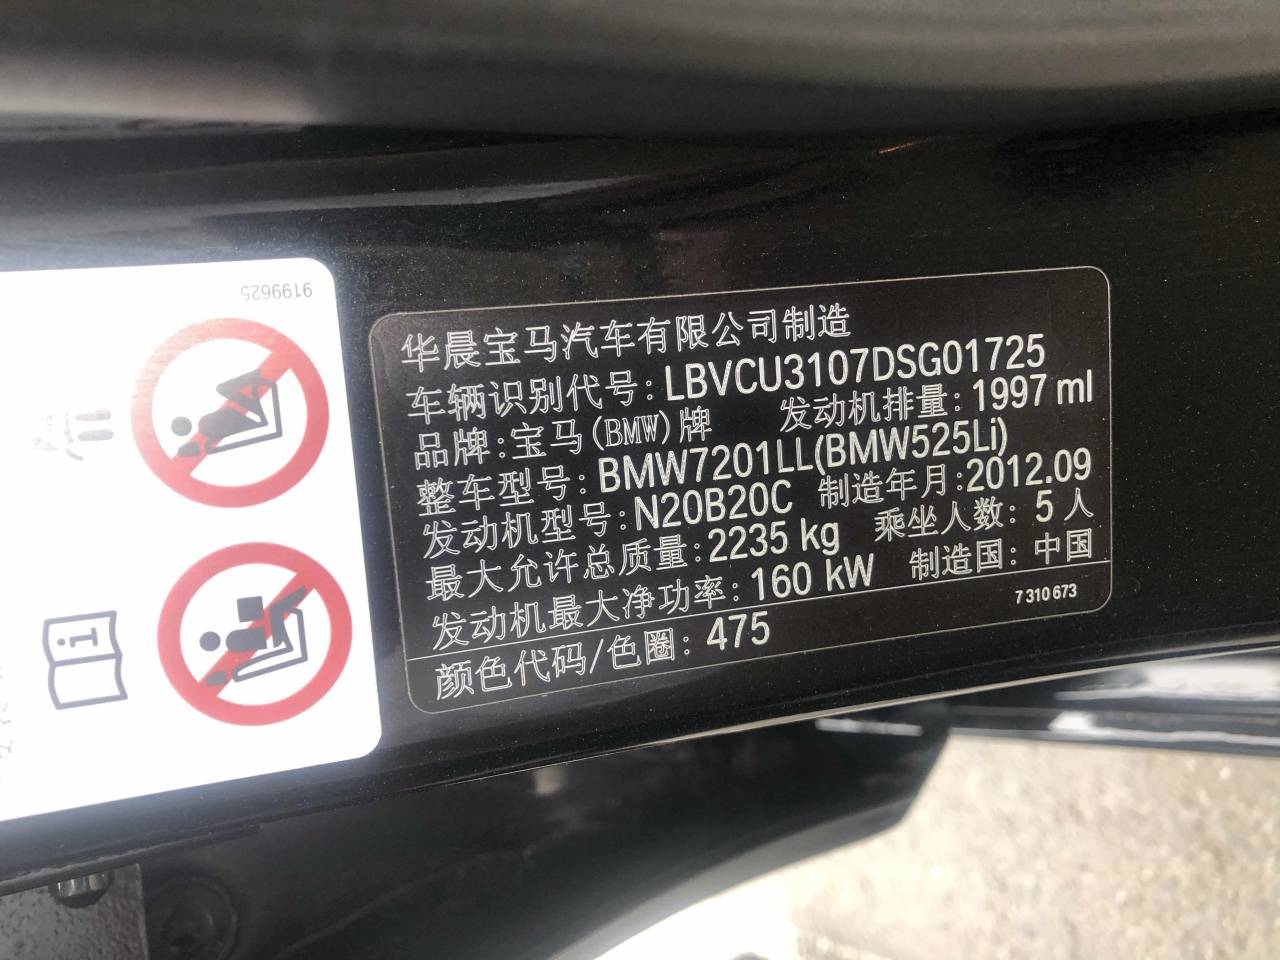 9199625
华晨宝马汽车有限公司制造
车辆识别代号: LBVCU3107DSG01725
品牌:宝马(BMW)牌 发动机排量: 1997 ml
整车型号: BMW7201LL(BMW525Li)
发动机型号: N20B20C 制造年月:2012.09
最大允许总质量:2235 kg 乘坐人数: 5 人
发动机最大净功率: 160 kW 制造国: 中国
颜色代码/色圈: 475 7 310 673